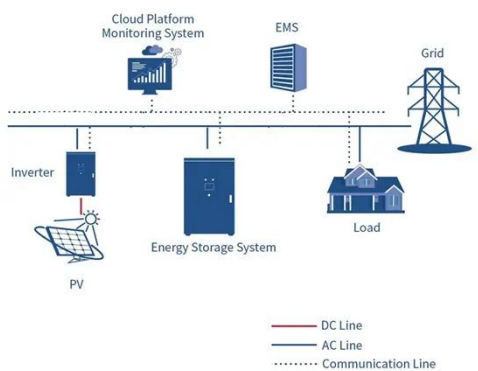 Cloud Platform
Monitoring System
EMS
Grid
Inverter
Energy Storage System
Load
PV
DC Line
AC Line
Communication Line